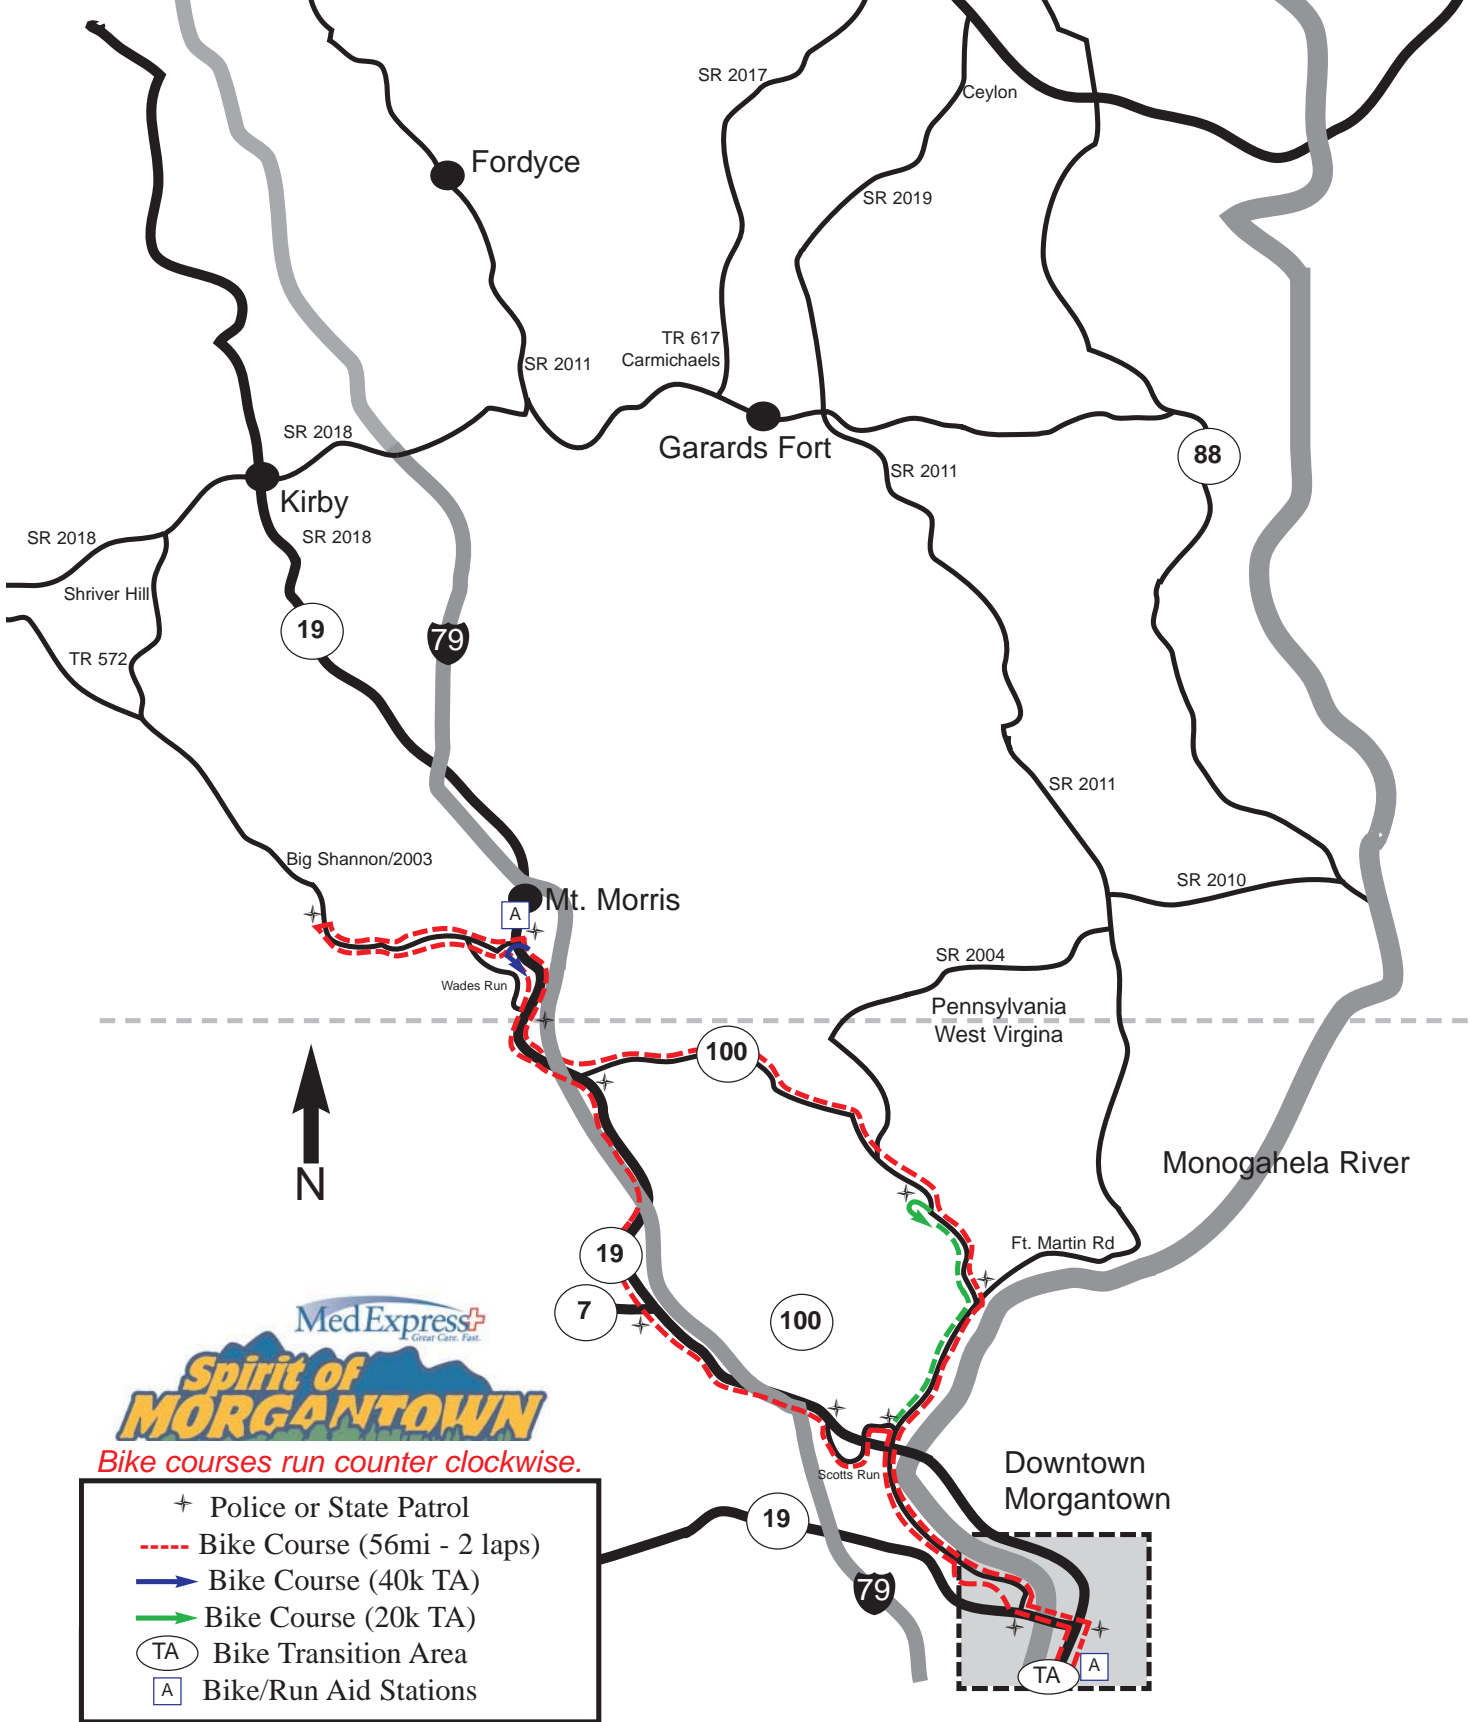 SR 2017
Ceylon
Fordyce
SR 2019
TR 617
Carmichaels
SR 2011
SR 2018
Garards Fort
88
SR 2011
Kirby
SR 2018
SR 2018
Shriver Hill
19
79
TR 572
SR 2011
Big Shannon/2003
SR 2010
Mt. Morris
A
SR 2004
Wades Run
Pennsylvania
West Virgina
100
N
Monogahela River
Ft. Martin Rd
19
7
100
MedExpress
Great Care. Fast.
Spirit of
MORGANTOWN
Bike courses run counter clockwise.
Scotts Run
Downtown
Morgantown
19
79
TA
A
Police or State Patrol
Bike Course (56mi - 2 laps)
Bike Course (40k TA)
Bike Course (20k TA)
TA Bike Transition Area
A Bike/Run Aid Stations